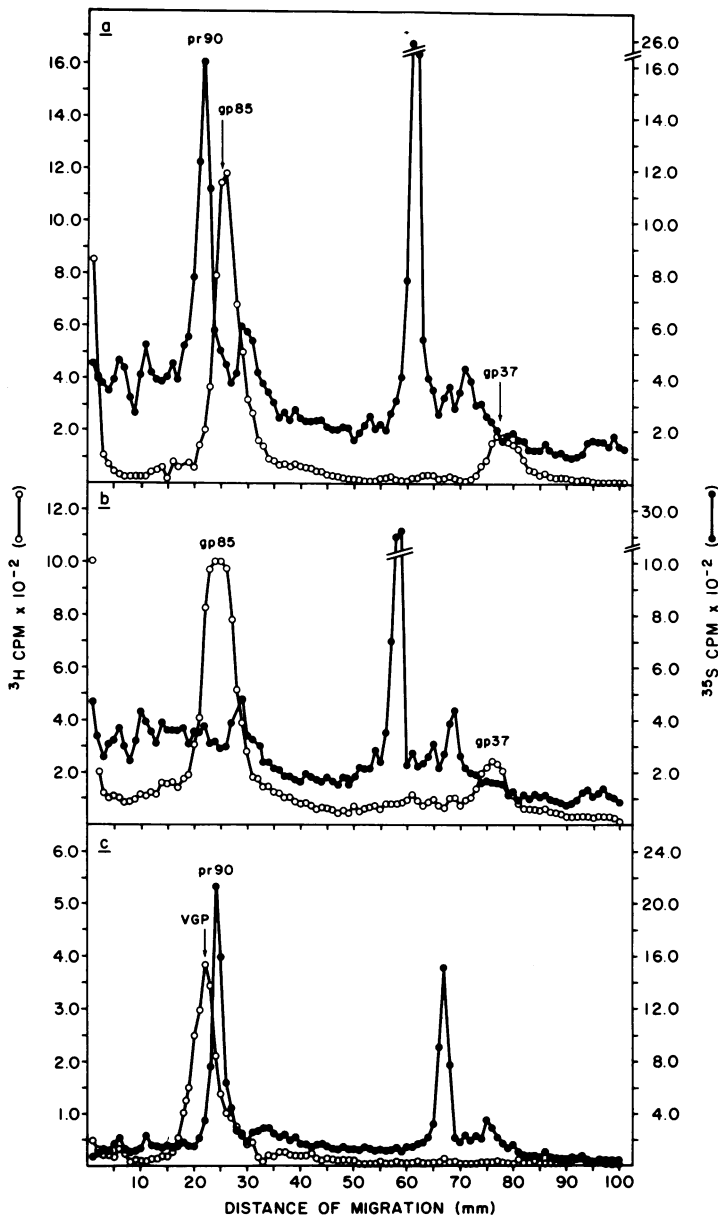 a
pr90
gp85
gp37
16.0
14.0
12.0
10.0
8.0
6.0
4.0
2.0
26.0
16.0
14.0
12.0
10.0
8.0
6.0
4.0
2.0
b
gp85
gp37
12.0
10.0
8.0
6.0
4.0
2.0
30.0
10.0
8.0
6.0
4.0
2.0
³H CPM x 10⁻² (○—○)
³⁵S CPM x 10⁻² (●—●)
c
pr90
VGP
6.0
5.0
4.0
3.0
2.0
1.0
24.0
20.0
16.0
12.0
8.0
4.0
10 20 30 40 50 60 70 80 90 100
DISTANCE OF MIGRATION (mm)